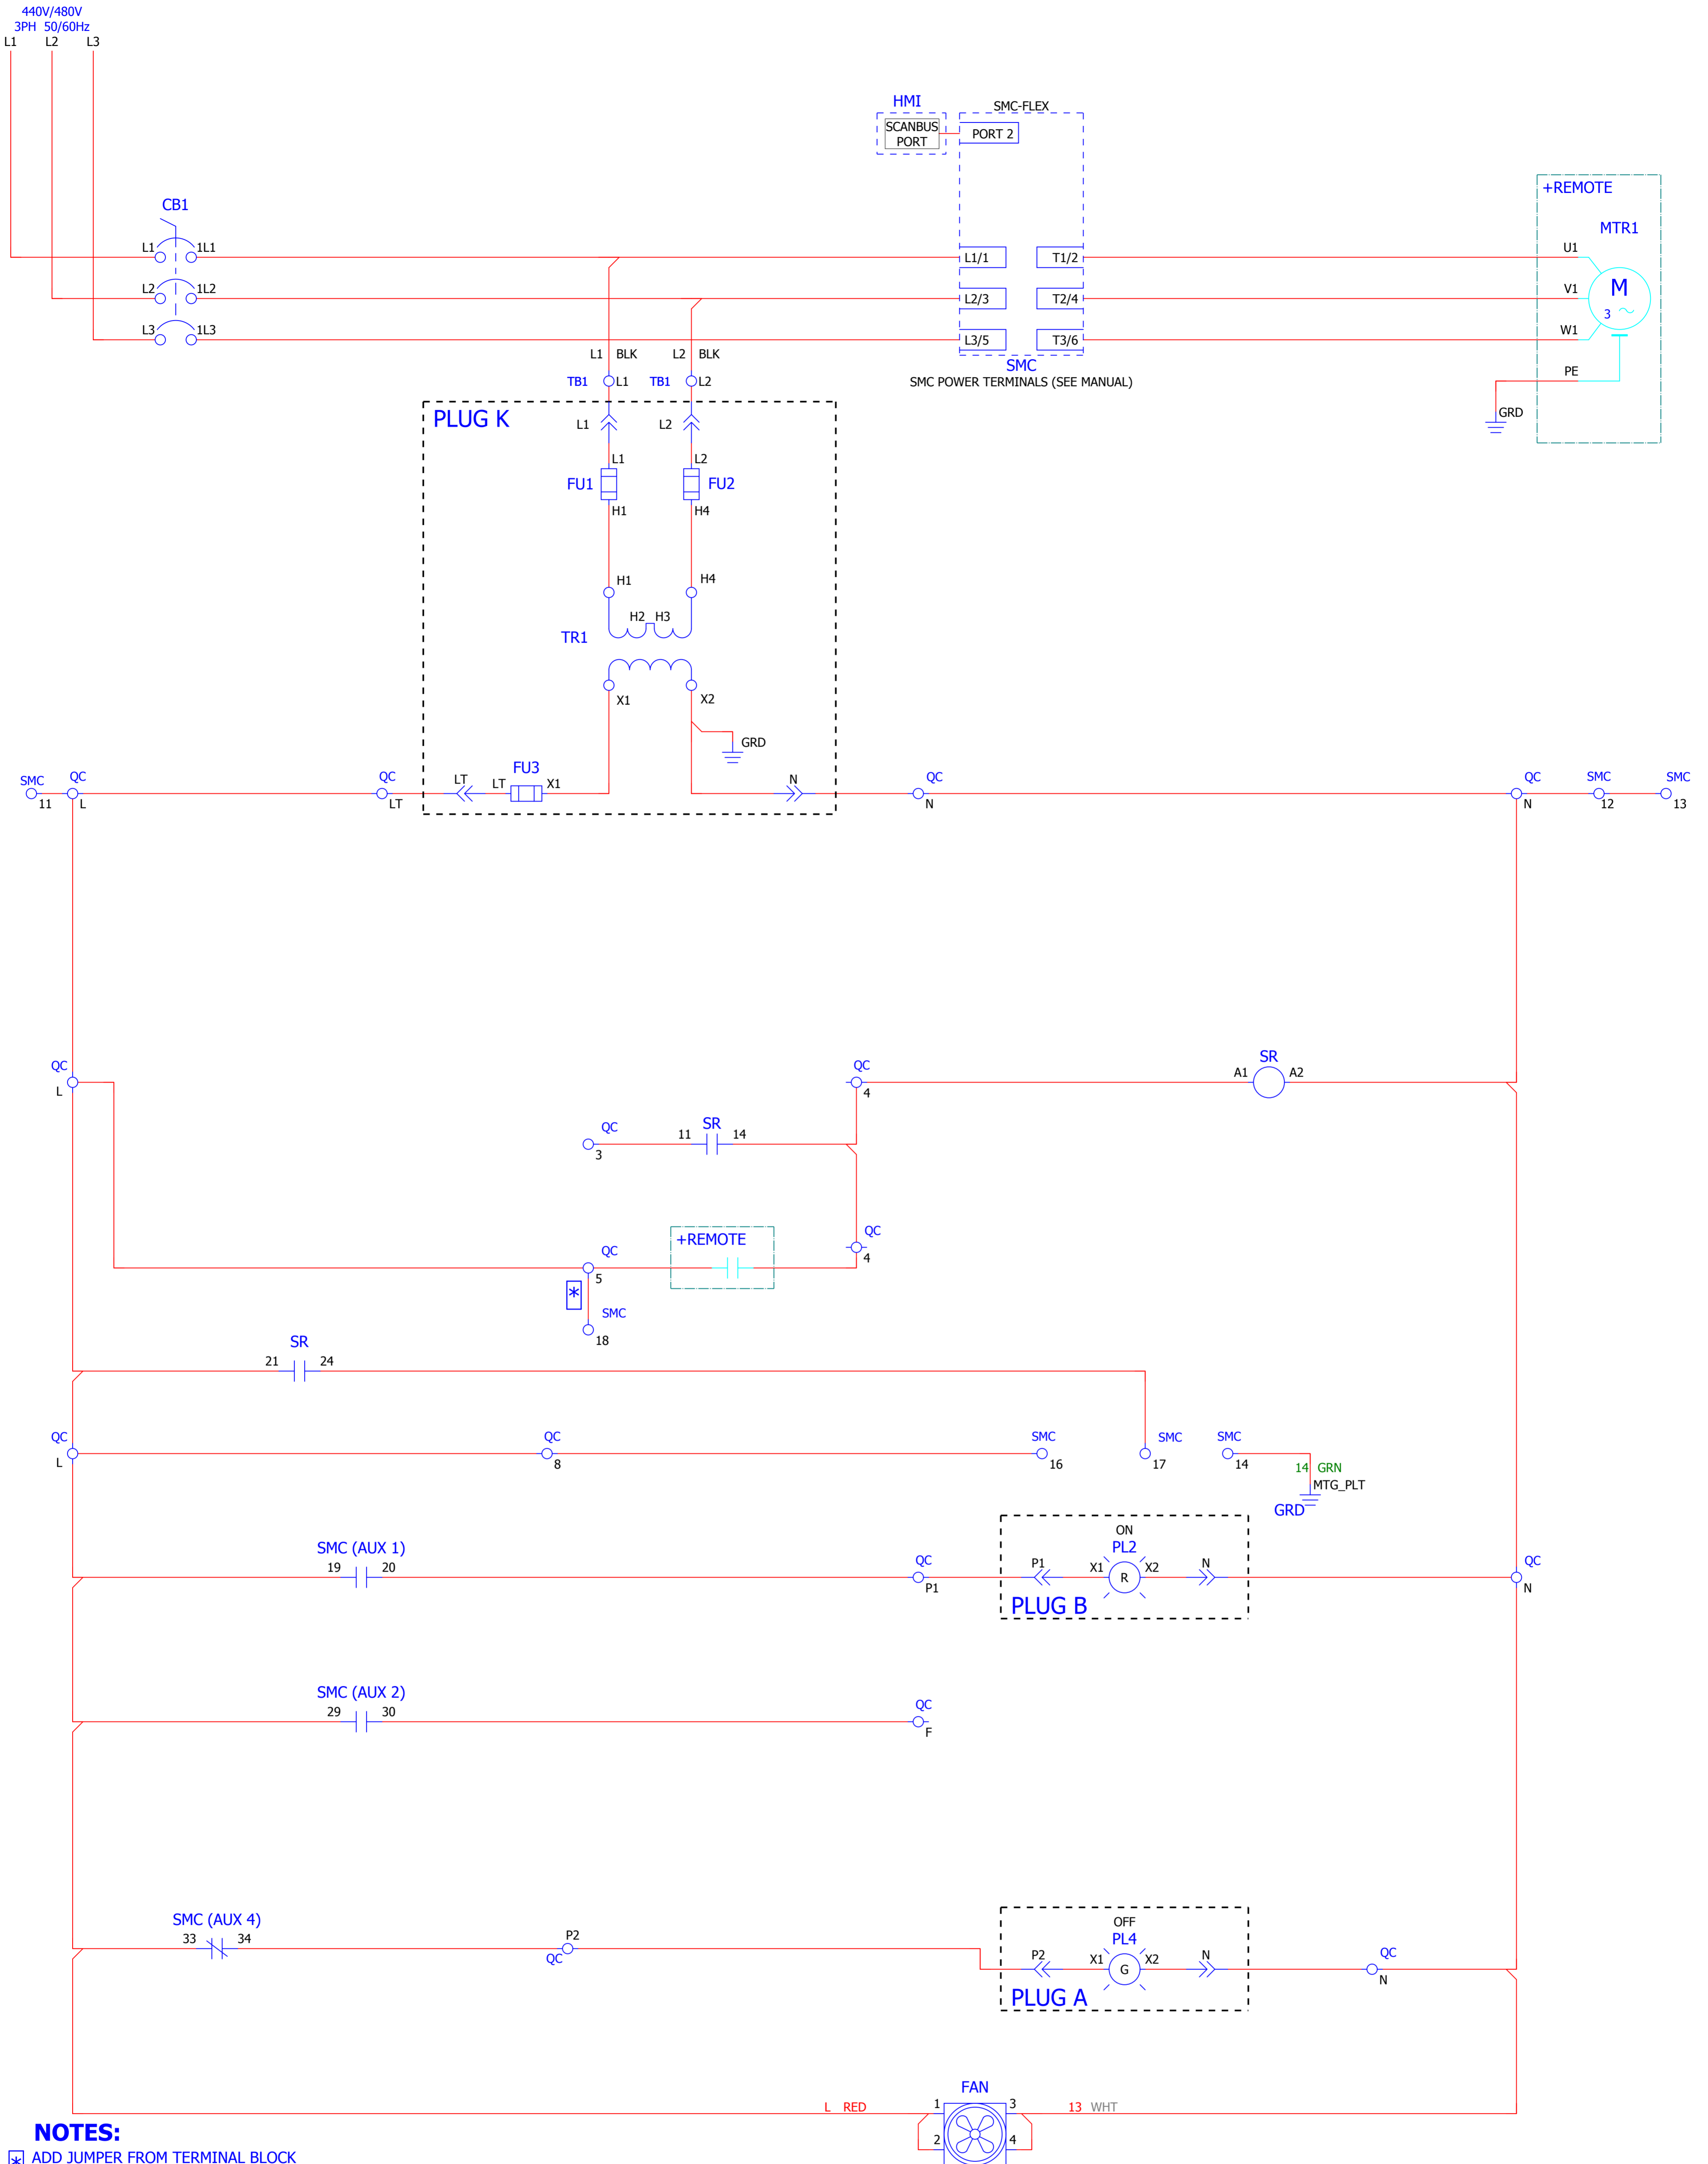 440V/480V
3PH 50/60Hz
L1 L2 L3
HMI
SMC-FLEX
SCANBUS
PORT
PORT 2
+REMOTE
MTR1
CB1
L1 1L1
L1/1 T1/2
U1
L2 1L2
L2/3 T2/4
V1
M
3
L3 1L3
L3/5 T3/6
W1
L1 BLK L2 BLK
SMC
SMC POWER TERMINALS (SEE MANUAL)
PE
GRD
TB1 L1 TB1 L2
PLUG K
L1 L2
L1 L2
FU1 FU2
H1 H4
H1 H4
H2 H3
TR1
X1 X2
GRD
SMC QC QC LT LT FU3 X1 N QC QC SMC SMC
11 L LT N N 12 13
QC
L
QC
4
SR
A1 A2
QC
3
SR
11 14
QC
4
+REMOTE
QC
5
*
SMC
18
SR
21 24
QC QC SMC SMC SMC
L 8 16 17 14
14 GRN
MTG_PLT
GRD
SMC (AUX 1)
19 20
QC
P1
ON
PL2
P1 X1 R X2 N
PLUG B
QC
N
SMC (AUX 2)
29 30
QC
F
SMC (AUX 4)
33 34
P2
QC
OFF
PL4
P2 X1 G X2 N
PLUG A
QC
N
FAN
L RED 1 3 13 WHT
2 4
NOTES:
* ADD JUMPER FROM TERMINAL BLOCK